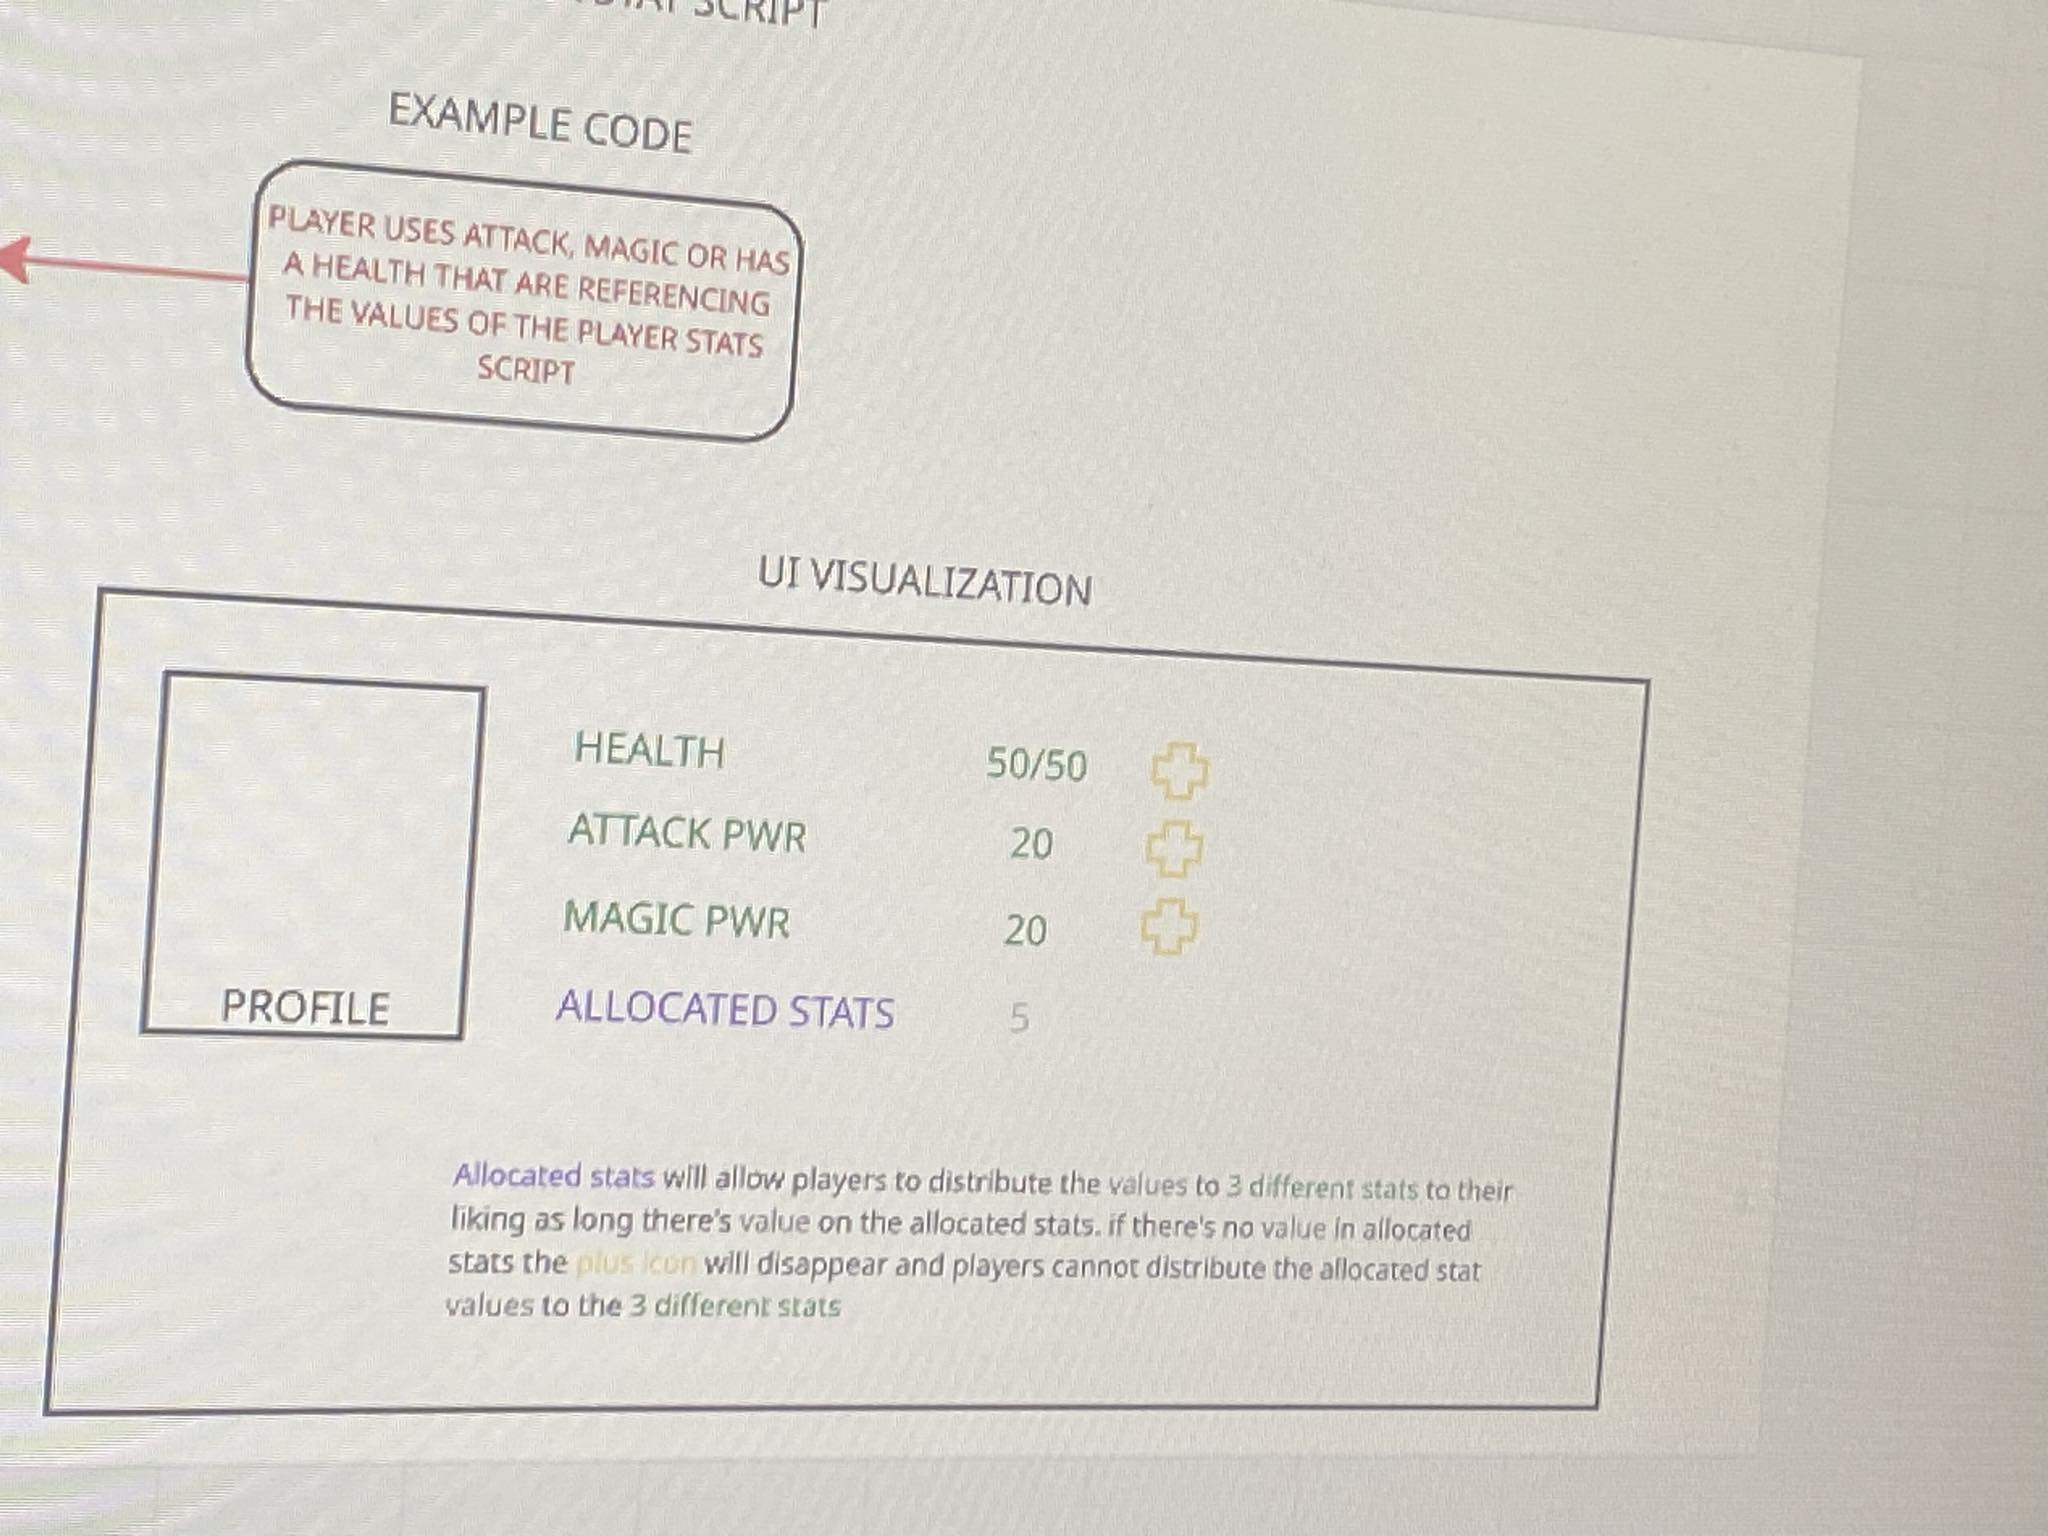 SCRIPT
EXAMPLE CODE
PLAYER USES ATTACK, MAGIC OR HAS
A HEALTH THAT ARE REFERENCING
THE VALUES OF THE PLAYER STATS
SCRIPT
UI VISUALIZATION
HEALTH 50/50
ATTACK PWR 20
MAGIC PWR 20
ALLOCATED STATS 5
PROFILE
Allocated stats will allow players to distribute the values to 3 different stats to their
liking as long there's value on the allocated stats. if there's no value in allocated
stats the plus icon will disappear and players cannot distribute the allocated stat
values to the 3 different stats